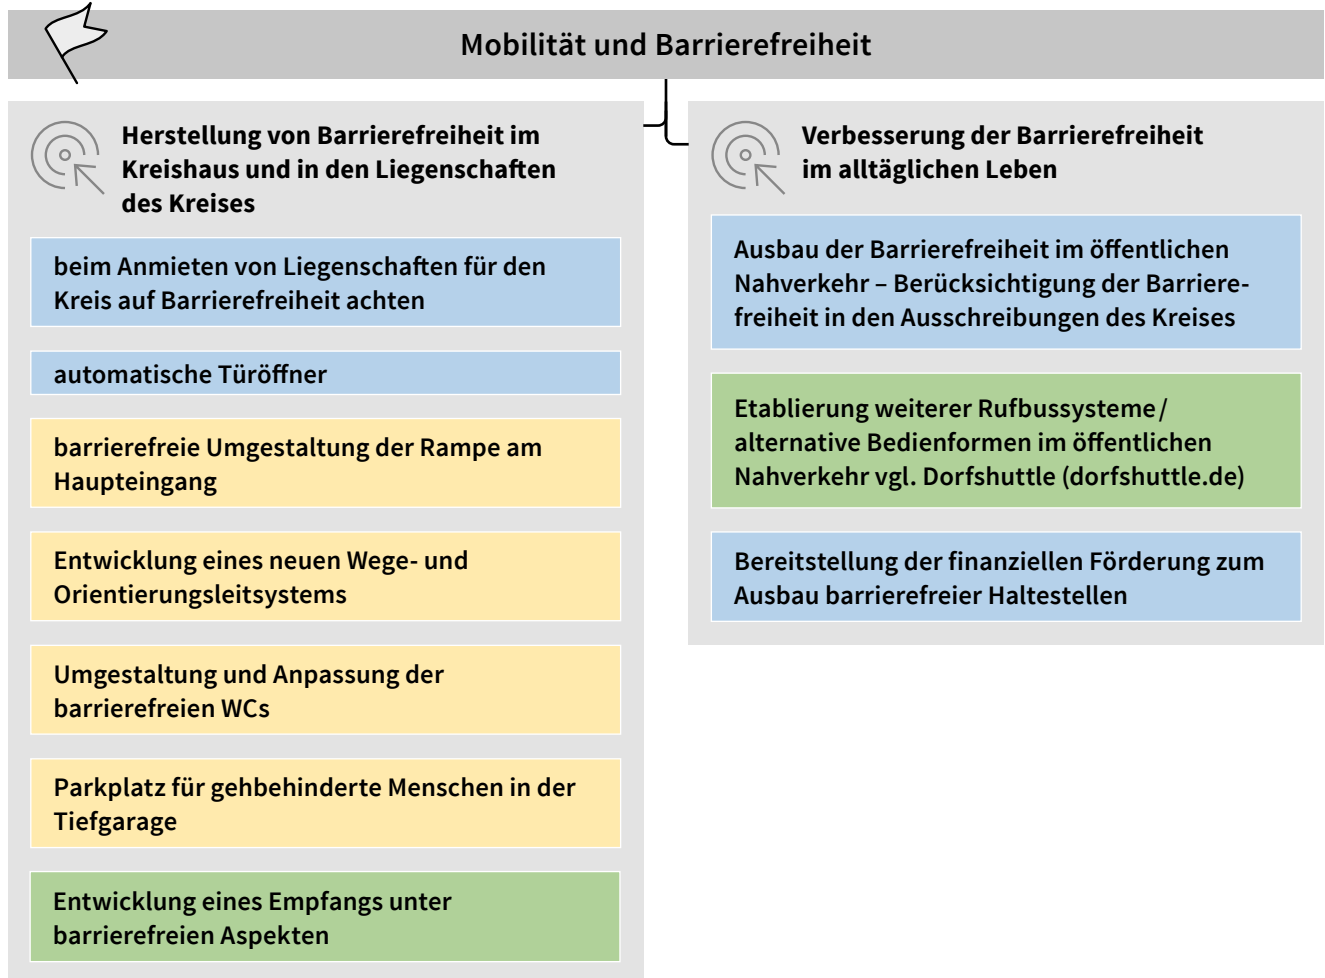 Mobilität und Barrierefreiheit
Herstellung von Barrierefreiheit im
Kreishaus und in den Liegenschaften
des Kreises
beim Anmieten von Liegenschaften für den
Kreis auf Barrierefreiheit achten
automatische Türöffner
barrierefreie Umgestaltung der Rampe am
Haupteingang
Entwicklung eines neuen Wege- und
Orientierungsleitsystems
Umgestaltung und Anpassung der
barrierefreien WCs
Parkplatz für gehbehinderte Menschen in der
Tiefgarage
Entwicklung eines Empfangs unter
barrierefreien Aspekten
Verbesserung der Barrierefreiheit
im alltäglichen Leben
Ausbau der Barrierefreiheit im öffentlichen
Nahverkehr – Berücksichtigung der Barriere-
freiheit in den Ausschreibungen des Kreises
Etablierung weiterer Rufbussysteme/
alternative Bedienformen im öffentlichen
Nahverkehr vgl. Dorfshuttle (dorfshuttle.de)
Bereitstellung der finanziellen Förderung zum
Ausbau barrierefreier Haltestellen